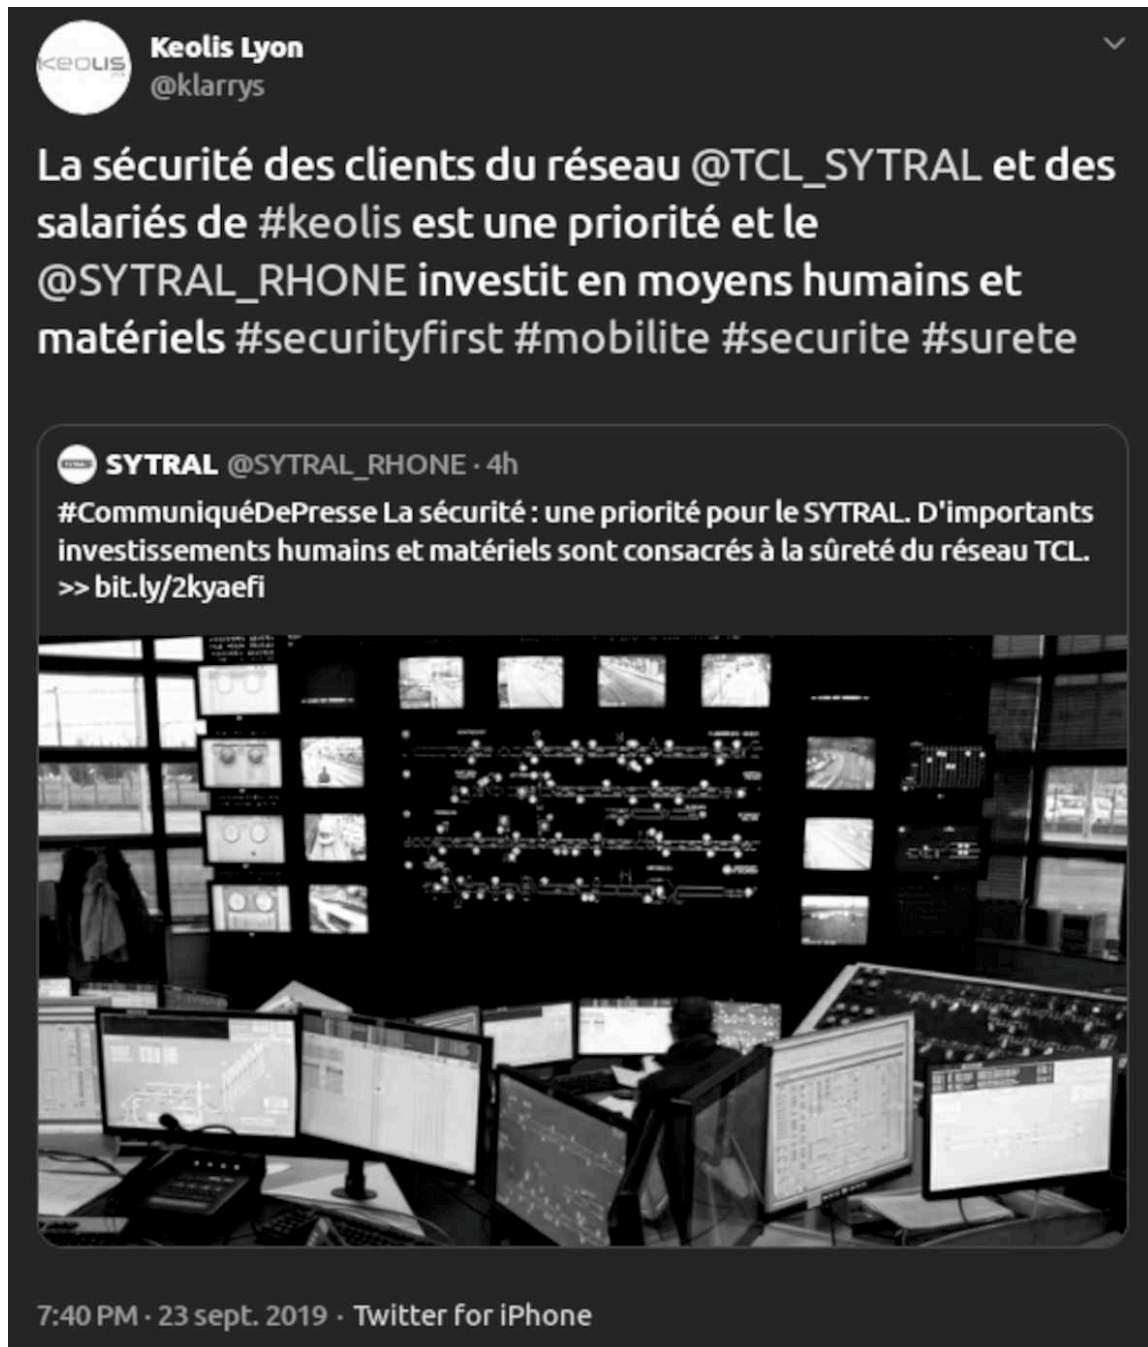 KEOLIS
Keolis Lyon
@klarrys
La sécurité des clients du réseau @TCL_SYTRAL et des
salariés de #keolis est une priorité et le
@SYTRAL_RHONE investit en moyens humains et
matériels #securityfirst #mobilite #securite #surete
SYTRAL @SYTRAL_RHONE · 4h
#CommuniquéDePresse La sécurité : une priorité pour le SYTRAL. D'importants
investissements humains et matériels sont consacrés à la sûreté du réseau TCL.
>> bit.ly/2kyaefi
7:40 PM · 23 sept. 2019 · Twitter for iPhone